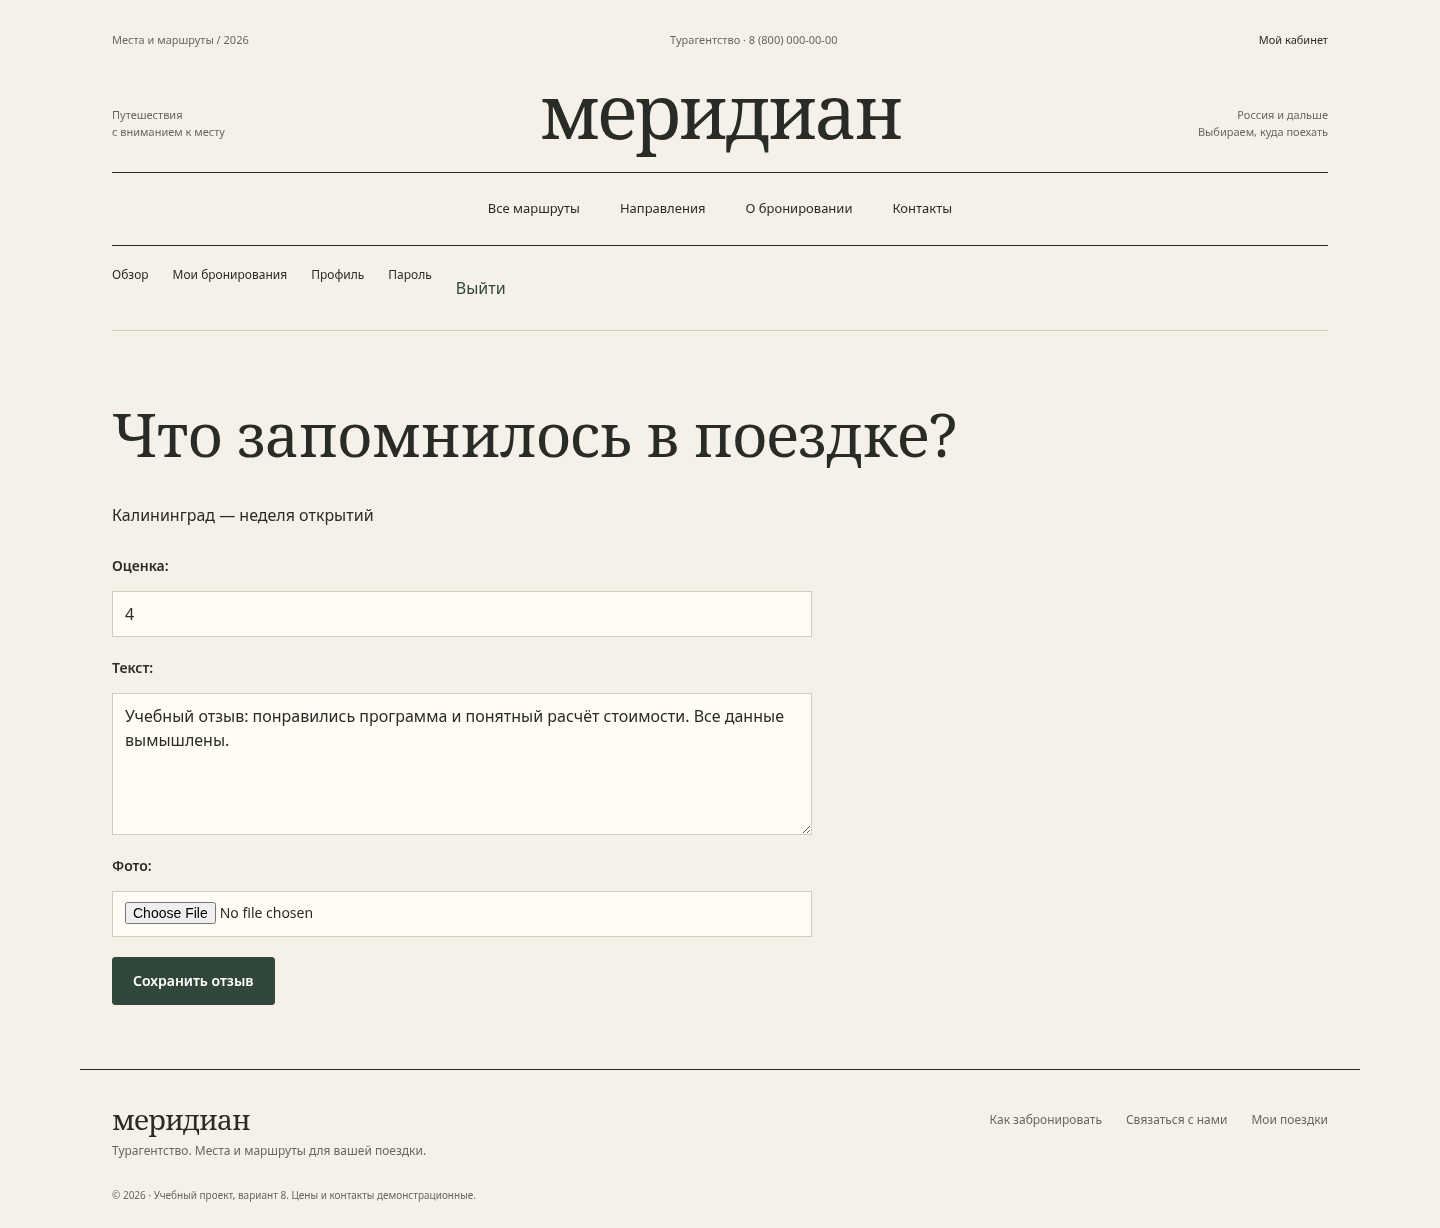 Места и маршруты / 2026
Турагентство · 8 (800) 000-00-00
Мой кабинет
Путешествия
с вниманием к месту
меридиан
Россия и дальше
Выбираем, куда поехать
Все маршруты
Направления
О бронировании
Контакты
Обзор
Мои бронирования
Профиль
Пароль
Выйти
Что запомнилось в поездке?
Калининград — неделя открытий
Оценка:
4
Текст:
Учебный отзыв: понравились программа и понятный расчёт стоимости. Все данные
вымышлены.
Фото:
Choose File No file chosen
Сохранить отзыв
меридиан
Турагентство. Места и маршруты для вашей поездки.
Как забронировать
Связаться с нами
Мои поездки
© 2026 · Учебный проект, вариант 8. Цены и контакты демонстрационные.